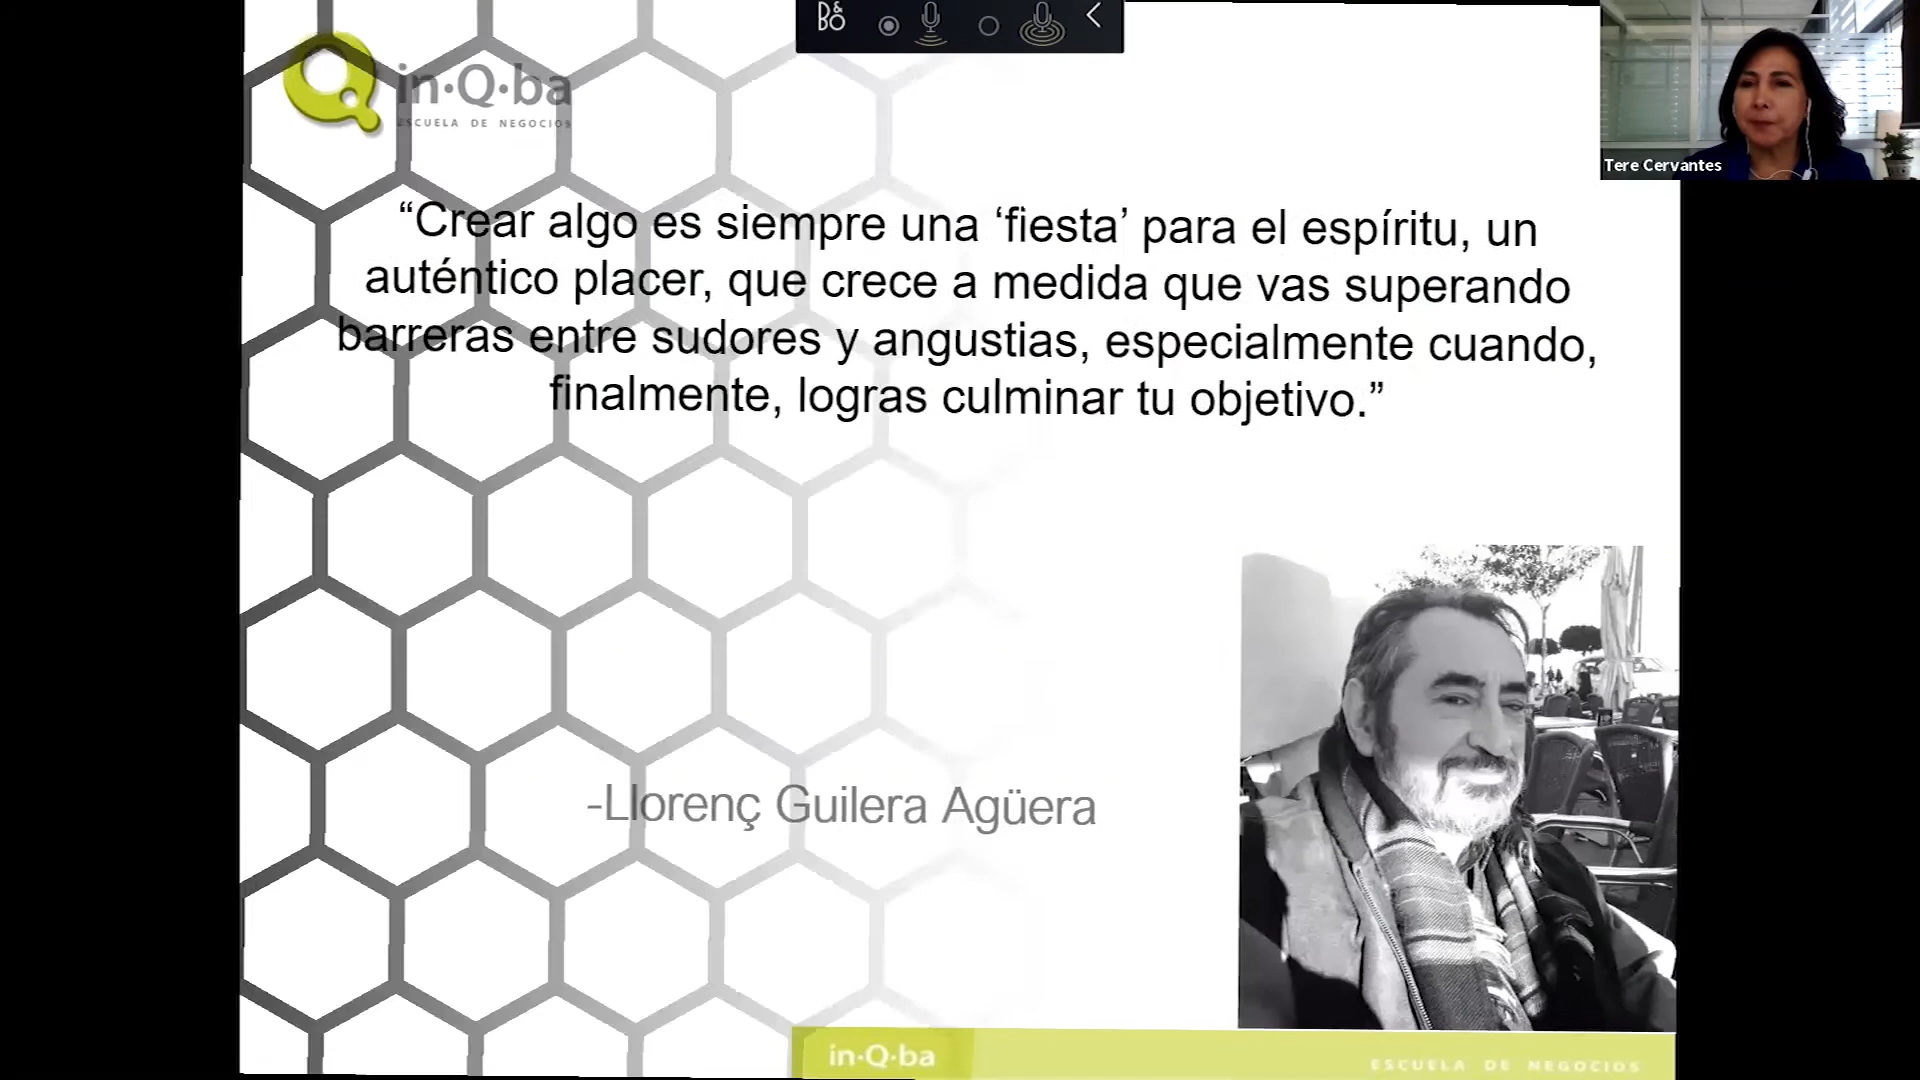 B&O
in·Q·ba
ESCUELA DE NEGOCIOS
Tere Cervantes
“Crear algo es siempre una ‘fiesta’ para el espíritu, un
auténtico placer, que crece a medida que vas superando
barreras entre sudores y angustias, especialmente cuando,
finalmente, logras culminar tu objetivo.”
-Llorenç Guilera Agüera
in·Q·ba
ESCUELA DE NEGOCIOS